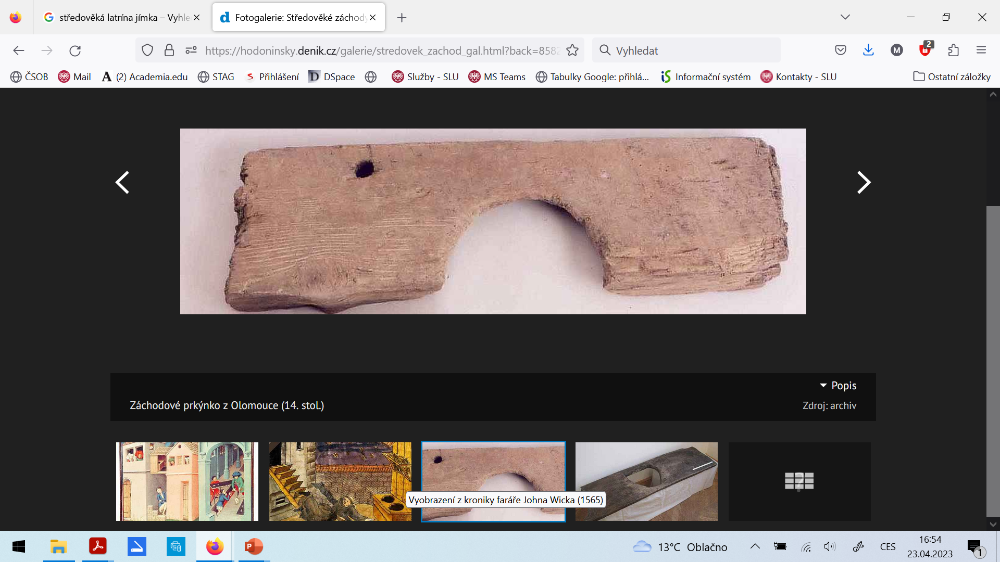 středověká latrína jímka – Vyhle
Fotogalerie: Středověké záchody
https://hodoninsky.denik.cz/galerie/stredovek_zachod_gal.html?back=8582
Vyhledat
M
2
ČSOB
Mail
(2) Academia.edu
STAG
Přihlášení
DSpace
Služby - SLU
MS Teams
Tabulky Google: přihlá...
Informační systém
Kontakty - SLU
Ostatní záložky
Popis
Záchodové prkýnko z Olomouce (14. stol.)
Zdroj: archiv
Vyobrazení z kroniky faráře Johna Wicka (1565)
13°C Oblačno
CES
16:54
23.04.2023
1